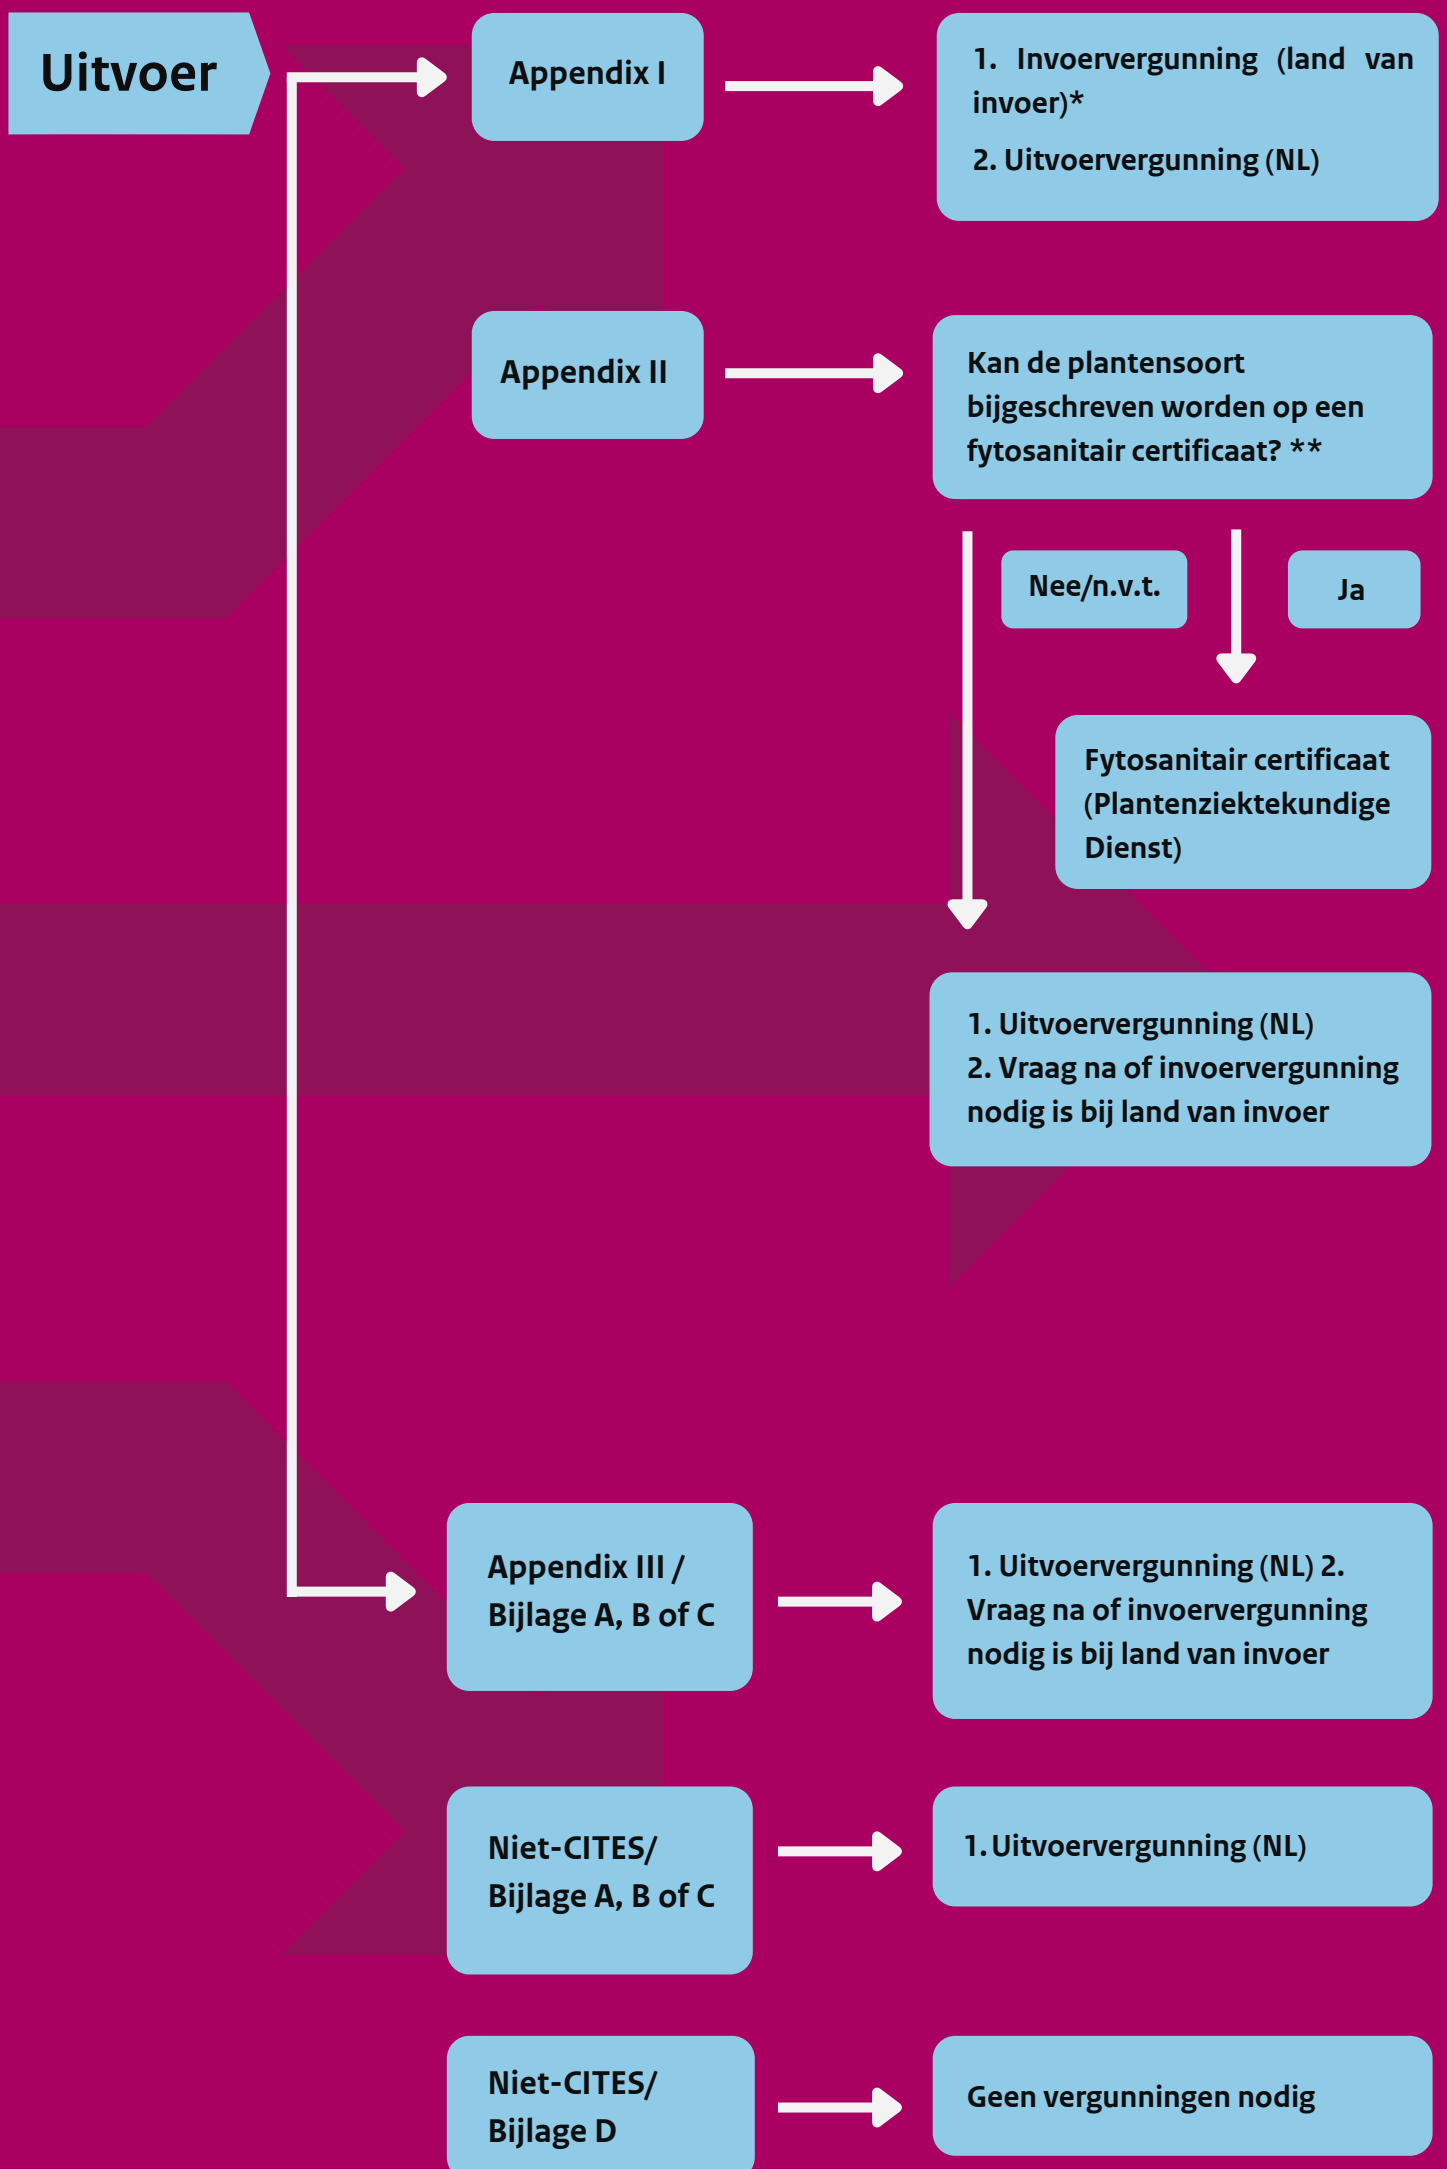 Uitvoer
Appendix I
1. Invoervergunning (land van
invoer)*
2. Uitvoervergunning (NL)
Appendix II
Kan de plantensoort
bijgeschreven worden op een
fytosanitair certificaat? **
Nee/n.v.t.
Ja
Fytosanitair certificaat
(Plantenziektekundige
Dienst)
1. Uitvoervergunning (NL)
2. Vraag na of invoervergunning
nodig is bij land van invoer
Appendix III /
Bijlage A, B of C
1. Uitvoervergunning (NL) 2.
Vraag na of invoervergunning
nodig is bij land van invoer
Niet-CITES/
Bijlage A, B of C
1. Uitvoervergunning (NL)
Niet-CITES/
Bijlage D
Geen vergunningen nodig